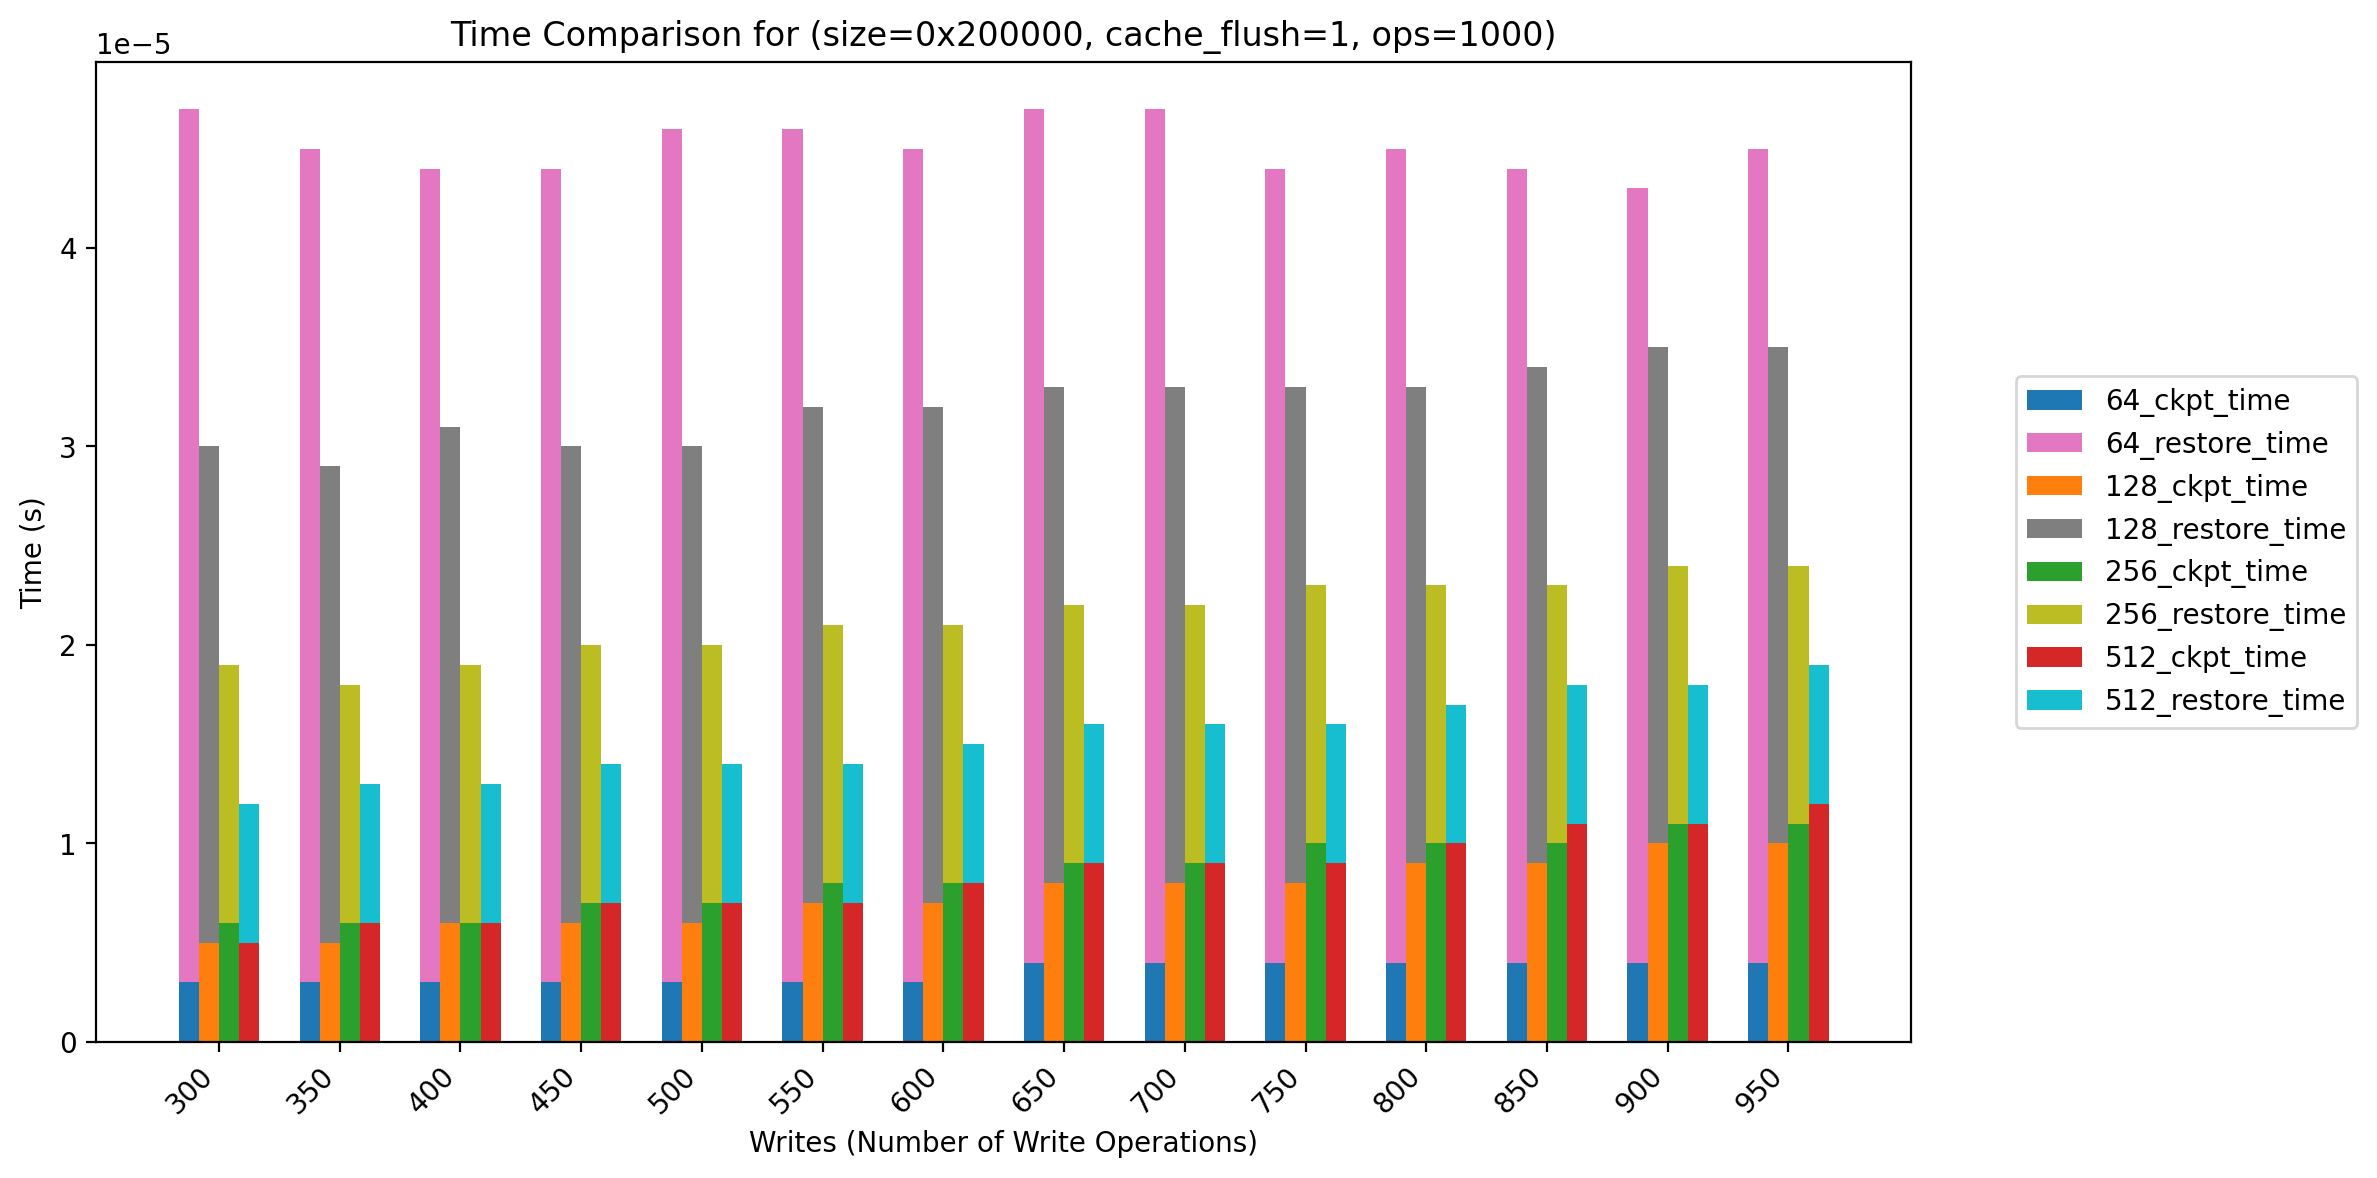 Time Comparison for (size=0x200000, cache_flush=1, ops=1000)
1e−5
Time (s)
4
3
2
1
0
300 350 400 450 500 550 600 650 700 750 800 850 900 950
Writes (Number of Write Operations)
64_ckpt_time
64_restore_time
128_ckpt_time
128_restore_time
256_ckpt_time
256_restore_time
512_ckpt_time
512_restore_time